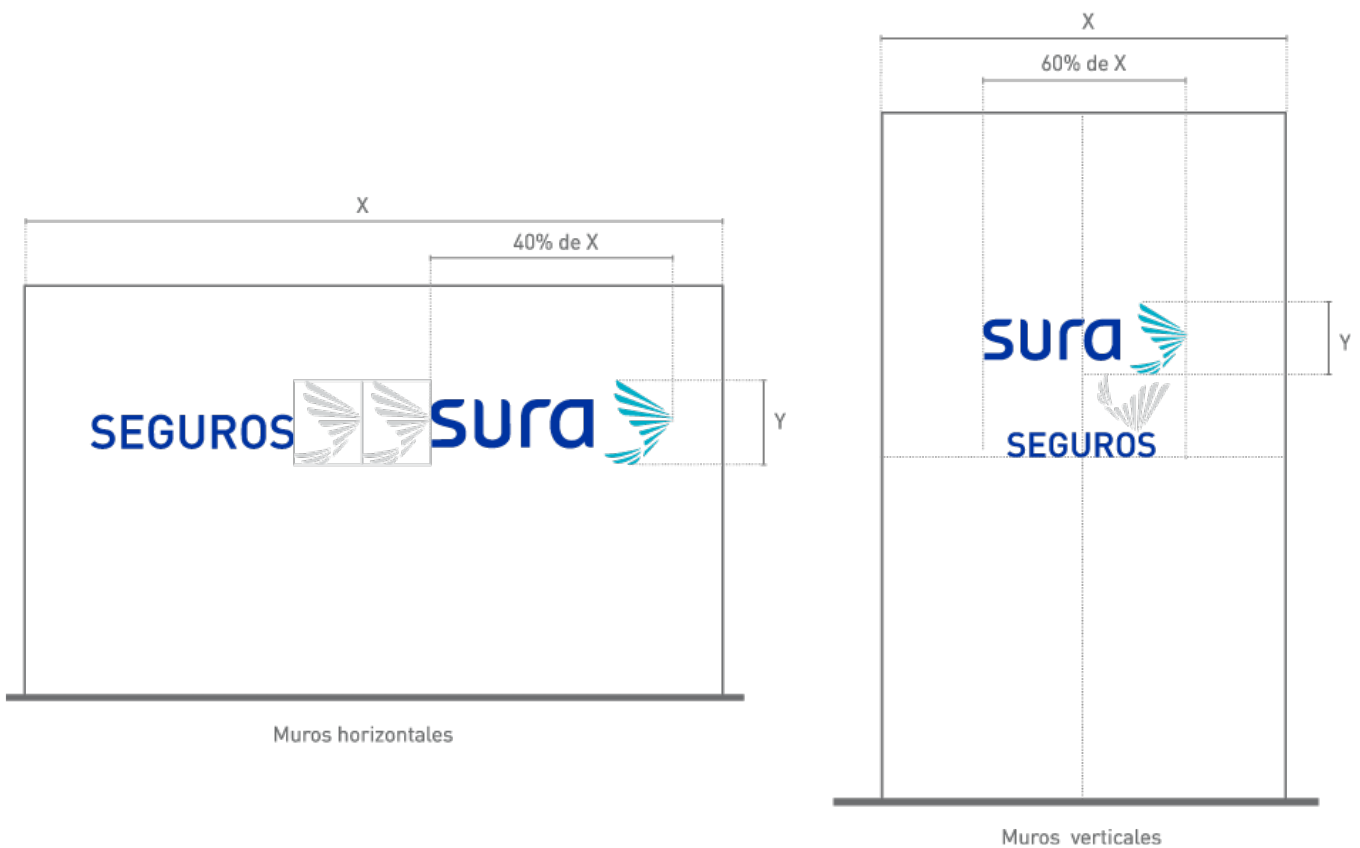 X
40% de X
SEGUROS sura
Y
Muros horizontales
X
60% de X
sura
Y
SEGUROS
Muros verticales